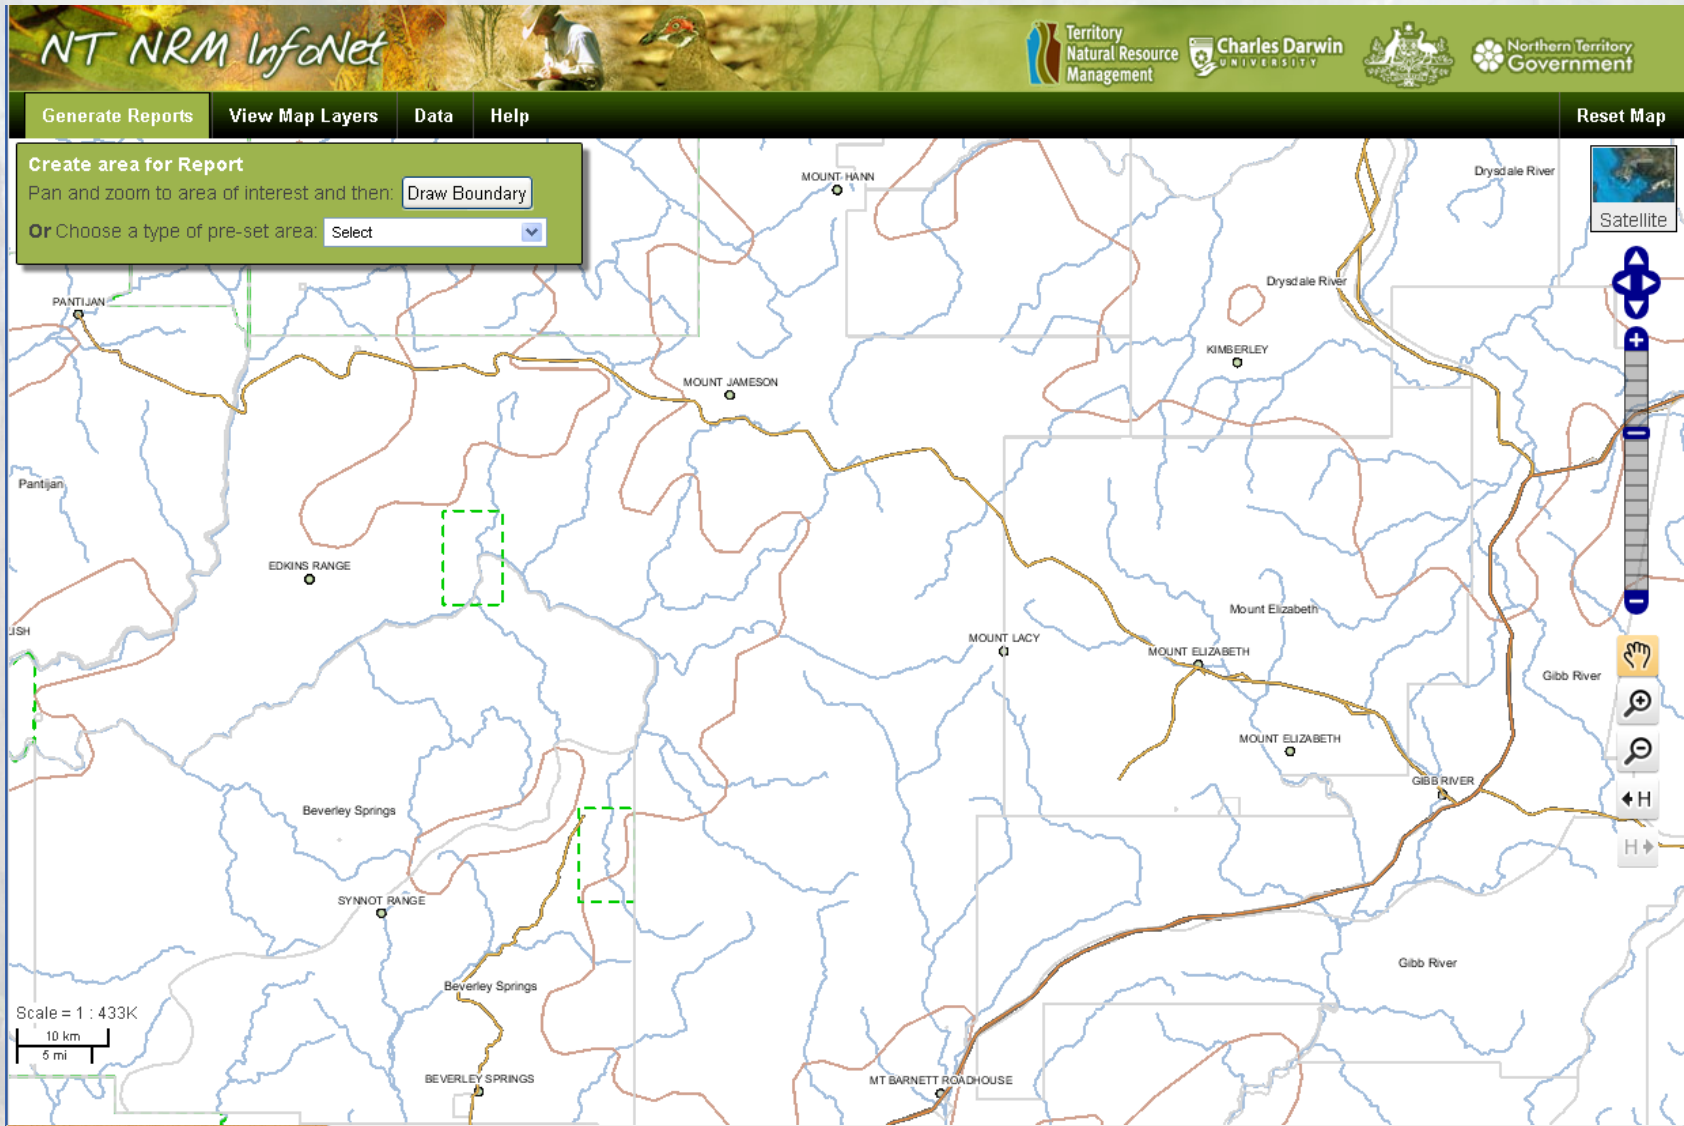 NT NRM InfoNet
Territory
Natural Resource
Management
Charles Darwin
UNIVERSITY
Northern Territory
Government
Generate Reports
View Map Layers
Data
Help
Reset Map
Create area for Report
Pan and zoom to area of interest and then: Draw Boundary
Or Choose a type of pre-set area: Select
Satellite
MOUNT HANN
Drysdale River
Drysdale River
PANTIJAN
KIMBERLEY
MOUNT JAMESON
Pantijan
EDKINS RANGE
Mount Elizabeth
LISH
MOUNT LACY
MOUNT ELIZABETH
Gibb River
MOUNT ELIZABETH
GIBB RIVER
H
H
Beverley Springs
SYNNOT RANGE
Gibb River
Beverley Springs
Scale = 1 : 433K
10 km
5 mi
BEVERLEY SPRINGS
MT BARNETT ROADHOUSE